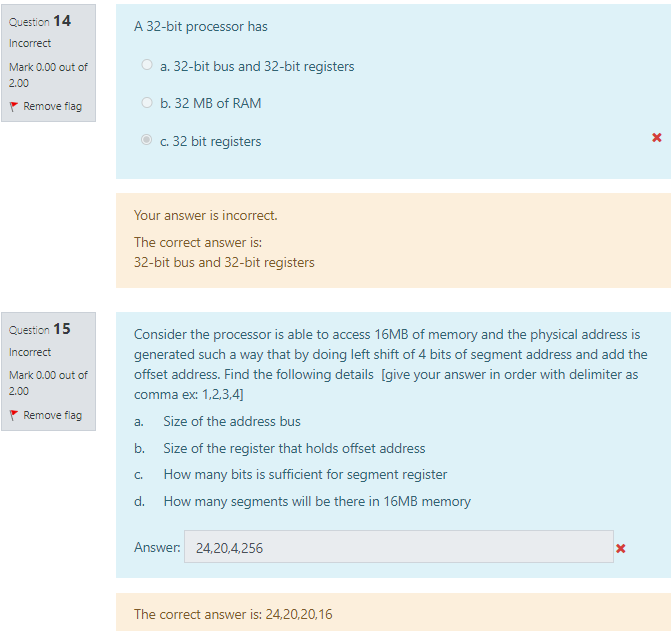 Question 14
Incorrect
Mark 0.00 out of
2.00
Remove flag
A 32-bit processor has
a. 32-bit bus and 32-bit registers
b. 32 MB of RAM
c. 32 bit registers
Your answer is incorrect.
The correct answer is:
32-bit bus and 32-bit registers
Question 15
Incorrect
Mark 0.00 out of
2.00
Remove flag
Consider the processor is able to access 16MB of memory and the physical address is
generated such a way that by doing left shift of 4 bits of segment address and add the
offset address. Find the following details [give your answer in order with delimiter as
comma ex: 1,2,3,4]
a. Size of the address bus
b. Size of the register that holds offset address
c. How many bits is sufficient for segment register
d. How many segments will be there in 16MB memory
Answer: 24,20,4,256
The correct answer is: 24,20,20,16